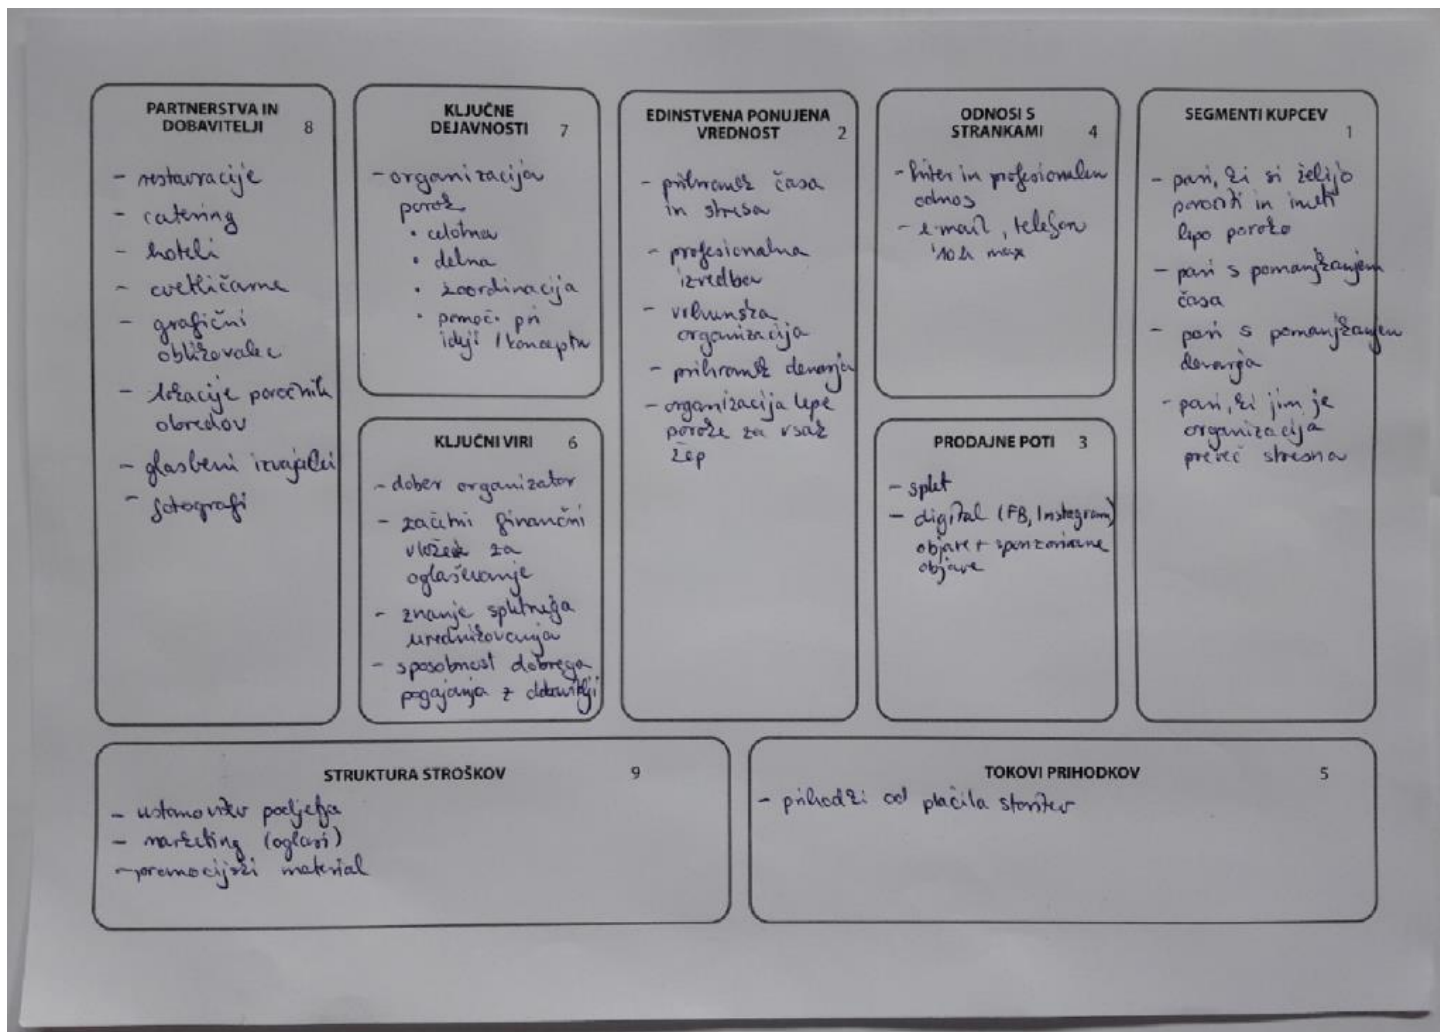 PARTNERSTVA IN
DOBAVITELJI 8
- restavracije
- catering
- hoteli
- cvetličarne
- grafični
oblikovalec
- lokacije poročnih
obredov
- glasbeni izvajalci
- fotografi
KLJUČNE
DEJAVNOSTI 7
- organizacija
porok
• celotna
• delna
• koordinacija
• pomoč pri
ideji / konceptu
KLJUČNI VIRI 6
- dober organizator
- začetni finančni
vložek za
oglaševanje
- znanje spletnega
urednikovanja
- sposobnost dobrega
pogajanja z dobavitelji
EDINSTVENA PONUJENA
VREDNOST 2
- prihranek časa
in stresa
- profesionalna
izvedba
- vrhunska
organizacija
- prihranek denarja
- organizacija lepe
poroke za vsak
žep
ODNOSI S
STRANKAMI 4
- hiter in profesionalen
odnos
- e-mail, telefon
10h max
PRODAJNE POTI 3
- splet
- digital (FB, Instagram)
objave + sponzorirane
objave
SEGMENTI KUPCEV
1
- pari, ki si želijo
poročiti in imeti
lepo poroko
- pari s pomanjkanjem
časa
- pari s pomanjkanjem
denarja
- pari, ki jim je
organizacija
preveč stresna
STRUKTURA STROŠKOV 9
- ustanovitev podjetja
- marketing (oglasi)
- promocijski material
TOKOVI PRIHODKOV 5
- prihodki od plačila storitev